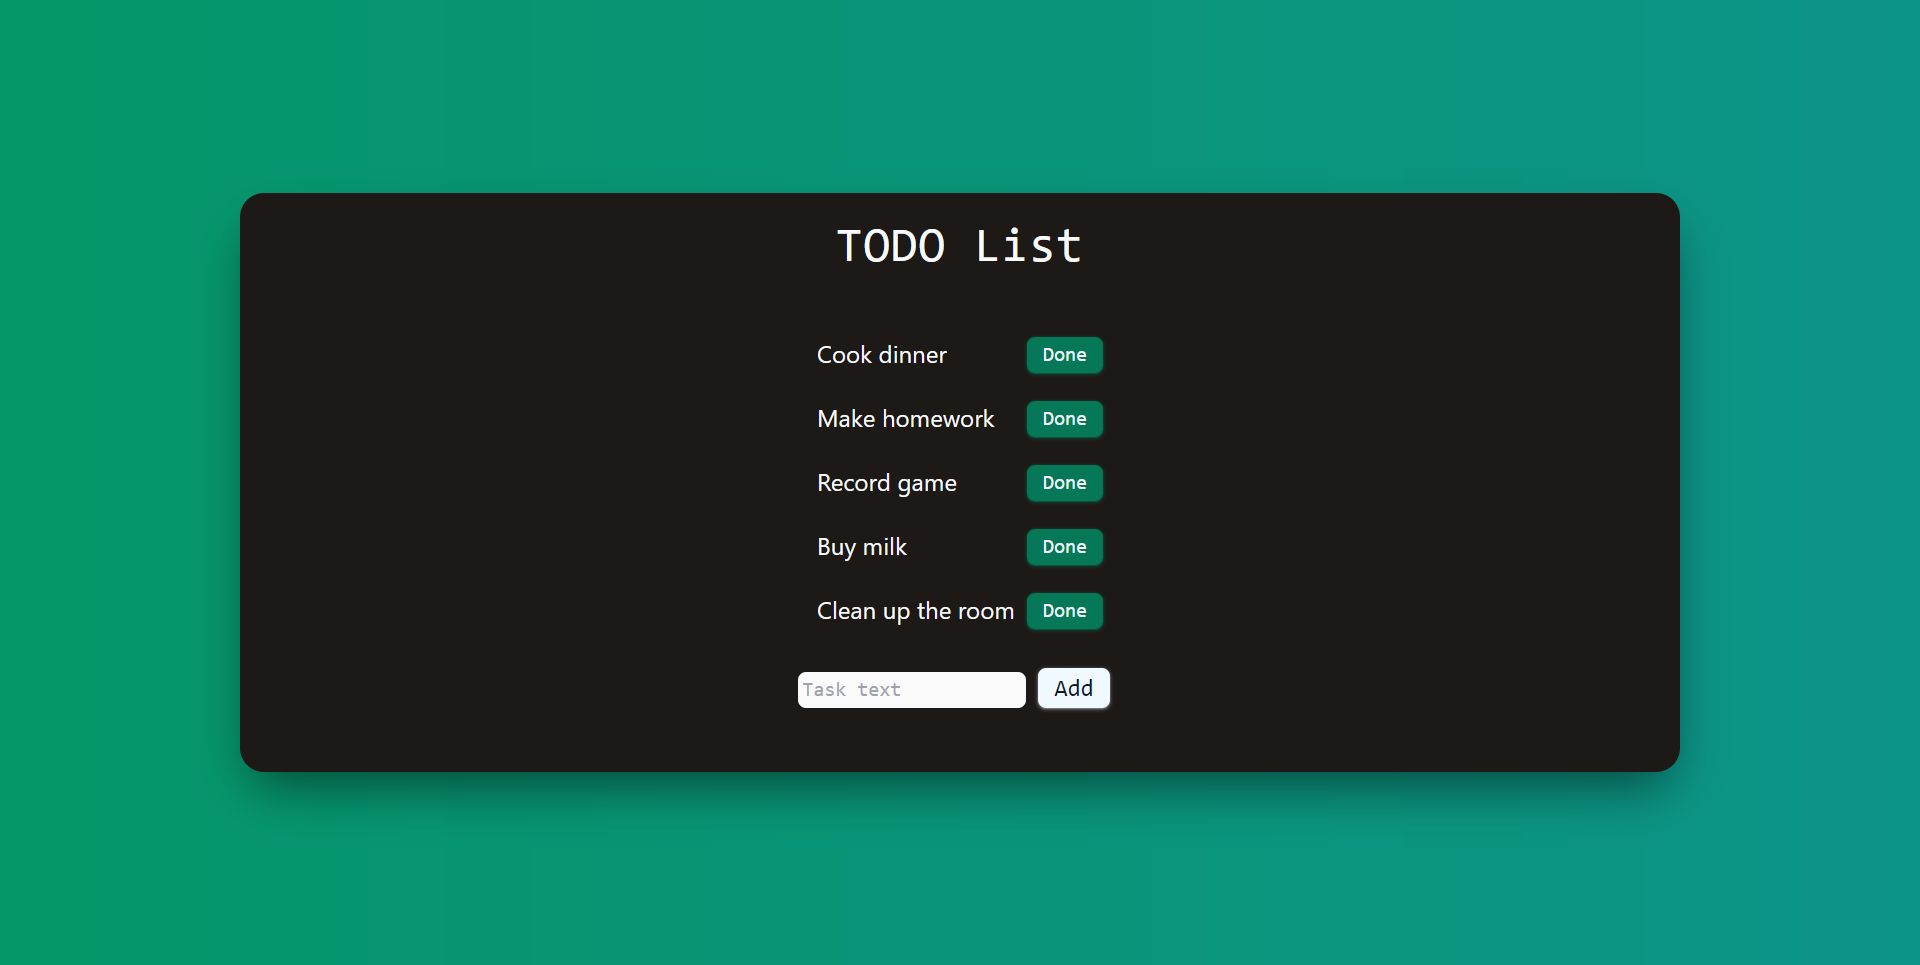 TODO List
Cook dinner Done
Make homework Done
Record game Done
Buy milk Done
Clean up the room Done
Task text Add